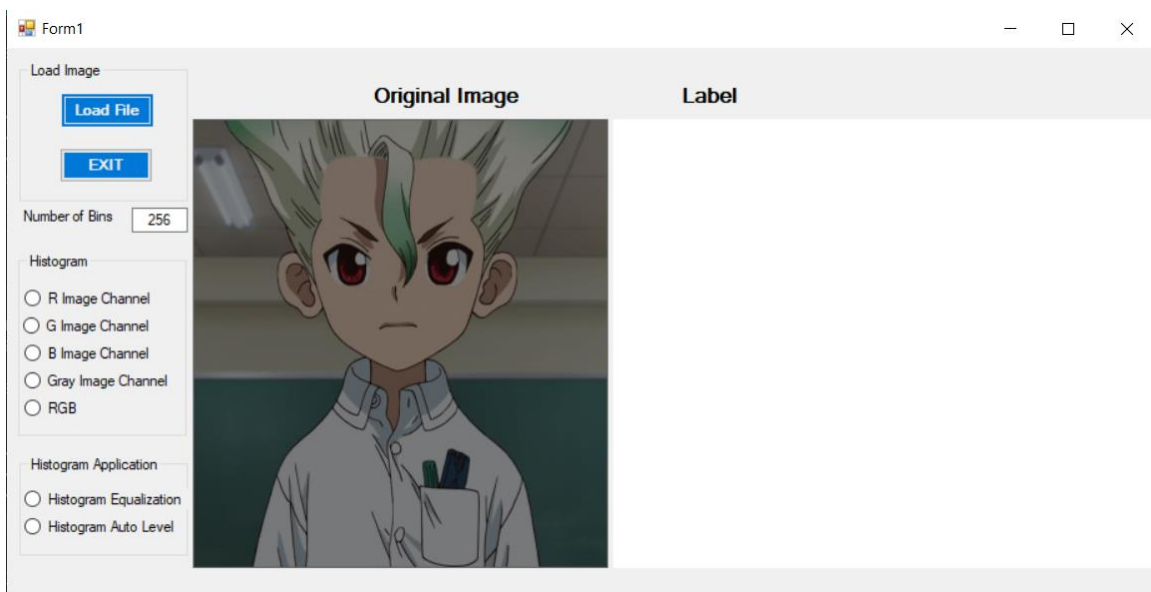 Form1
Load Image
Load File
EXIT
Number of Bins 256
Histogram
R Image Channel
G Image Channel
B Image Channel
Gray Image Channel
RGB
Histogram Application
Histogram Equalization
Histogram Auto Level
Original Image
Label